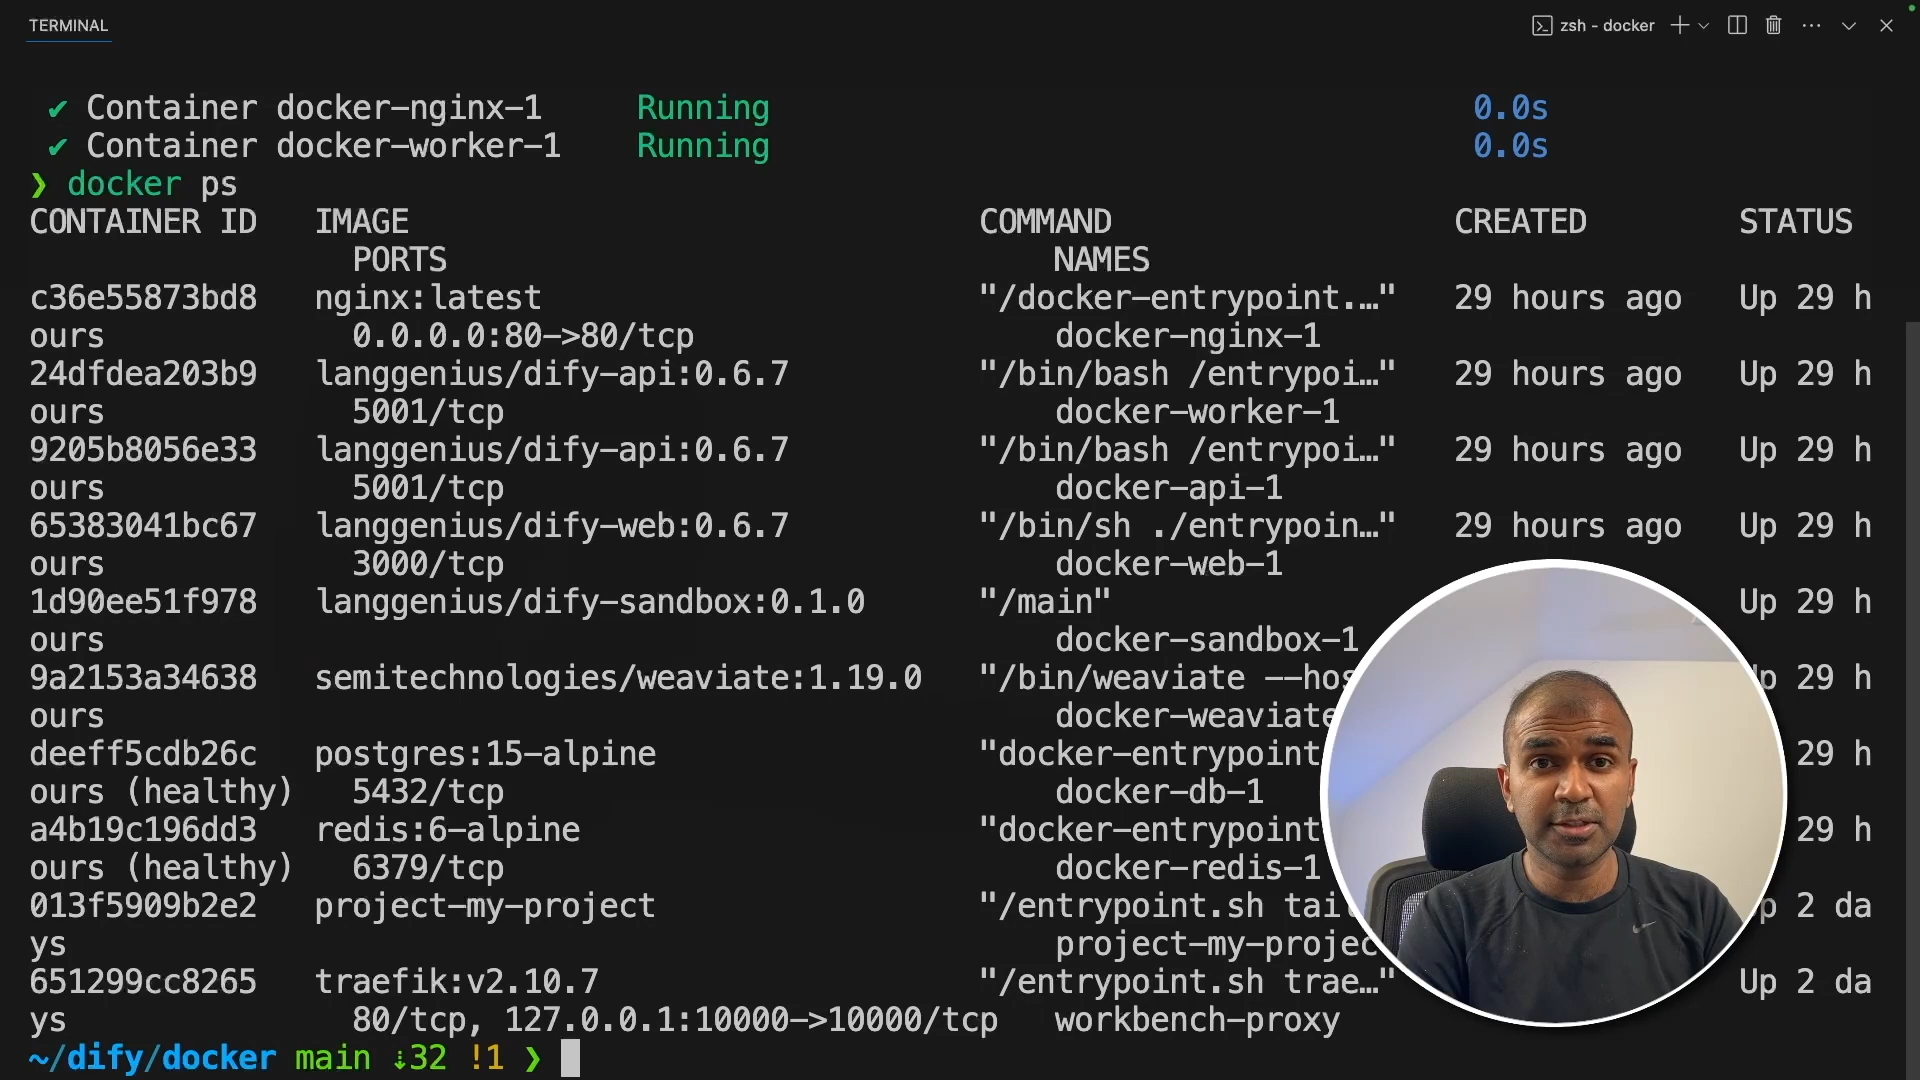 TERMINAL
zsh - docker
✔ Container docker-nginx-1 Running 0.0s
✔ Container docker-worker-1 Running 0.0s
❯ docker ps
CONTAINER ID IMAGE COMMAND CREATED STATUS
PORTS NAMES
c36e55873bd8 nginx:latest "/docker-entrypoint.…" 29 hours ago Up 29 h
ours 0.0.0.0:80->80/tcp docker-nginx-1
24dfdea203b9 langgenius/dify-api:0.6.7 "/bin/bash /entrypoi…" 29 hours ago Up 29 h
ours 5001/tcp docker-worker-1
9205b8056e33 langgenius/dify-api:0.6.7 "/bin/bash /entrypoi…" 29 hours ago Up 29 h
ours 5001/tcp docker-api-1
65383041bc67 langgenius/dify-web:0.6.7 "/bin/sh ./entrypoin…" 29 hours ago Up 29 h
ours 3000/tcp docker-web-1
1d90ee51f978 langgenius/dify-sandbox:0.1.0 "/main" Up 29 h
ours docker-sandbox-1
9a2153a34638 semitechnologies/weaviate:1.19.0 "/bin/weaviate --hos p 29 h
ours docker-weaviate
deeff5cdb26c postgres:15-alpine "docker-entrypoint 29 h
ours (healthy) 5432/tcp docker-db-1
a4b19c196dd3 redis:6-alpine "docker-entrypoint 29 h
ours (healthy) 6379/tcp docker-redis-1
013f5909b2e2 project-my-project "/entrypoint.sh tai p 2 da
ys project-my-projec
651299cc8265 traefik:v2.10.7 "/entrypoint.sh trae…" Up 2 da
ys 80/tcp, 127.0.0.1:10000->10000/tcp workbench-proxy
~/dify/docker main ⇣32 !1 ❯